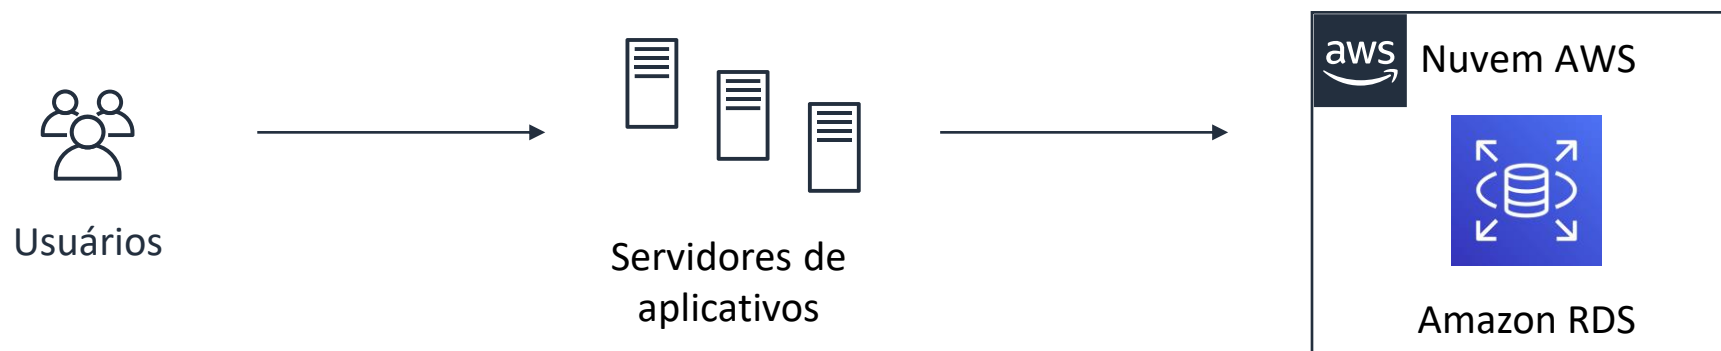 aws
Nuvem AWS
Usuários
Servidores de
aplicativos
Amazon RDS